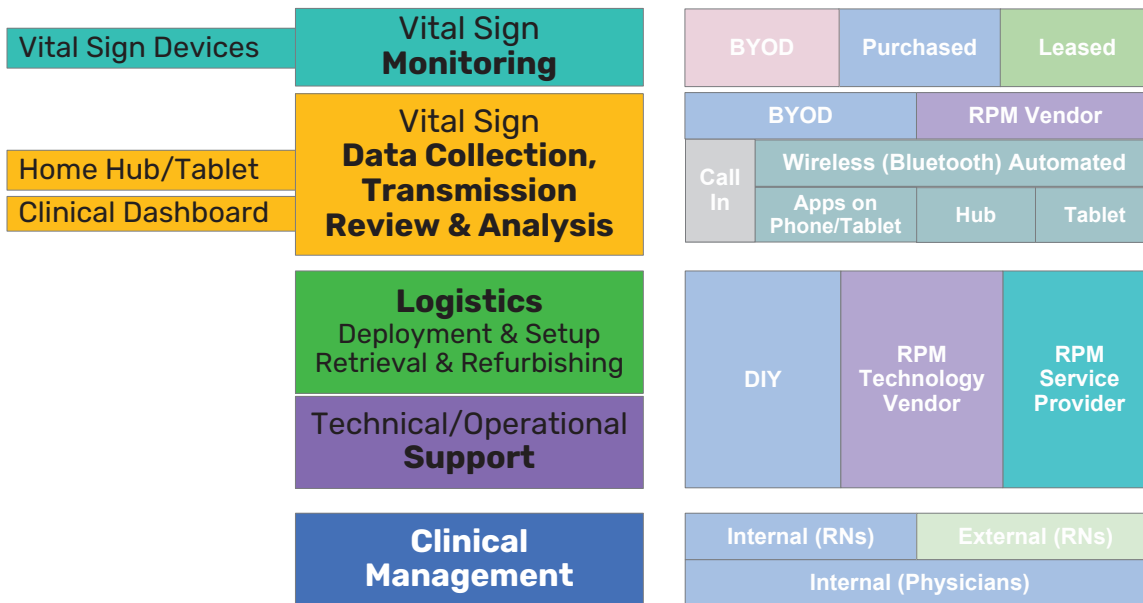 Vital Sign Devices
Vital Sign
Monitoring
BYOD
Purchased
Leased
Home Hub/Tablet
Clinical Dashboard
Vital Sign
Data Collection,
Transmission
Review & Analysis
BYOD
RPM Vendor
Call
In
Wireless (Bluetooth) Automated
Apps on
Phone/Tablet
Hub
Tablet
Logistics
Deployment & Setup
Retrieval & Refurbishing
Technical/Operational
Support
DIY
RPM
Technology
Vendor
RPM
Service
Provider
Clinical
Management
Internal (RNs)
External (RNs)
Internal (Physicians)